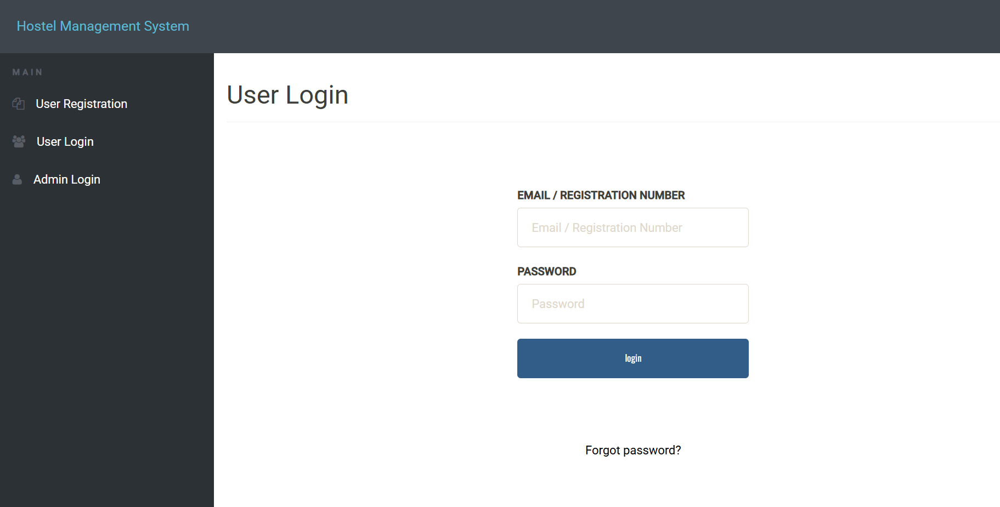 Hostel Management System
MAIN
User Registration
User Login
Admin Login
User Login
EMAIL / REGISTRATION NUMBER
Email / Registration Number
PASSWORD
Password
login
Forgot password?